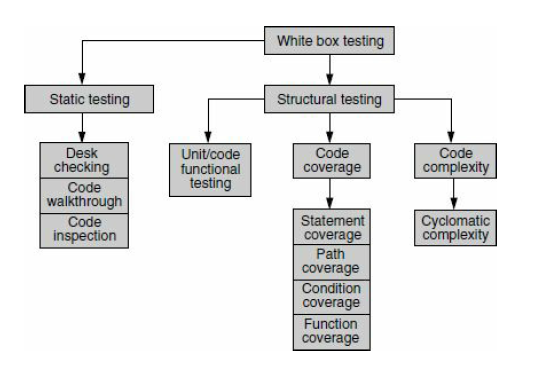 White box testing
Static testing
Structural testing
Desk
checking
Code
walkthrough
Code
inspection
Unit/code
functional
testing
Code
coverage
Statement
coverage
Path
coverage
Condition
coverage
Function
coverage
Code
complexity
Cyclomatic
complexity